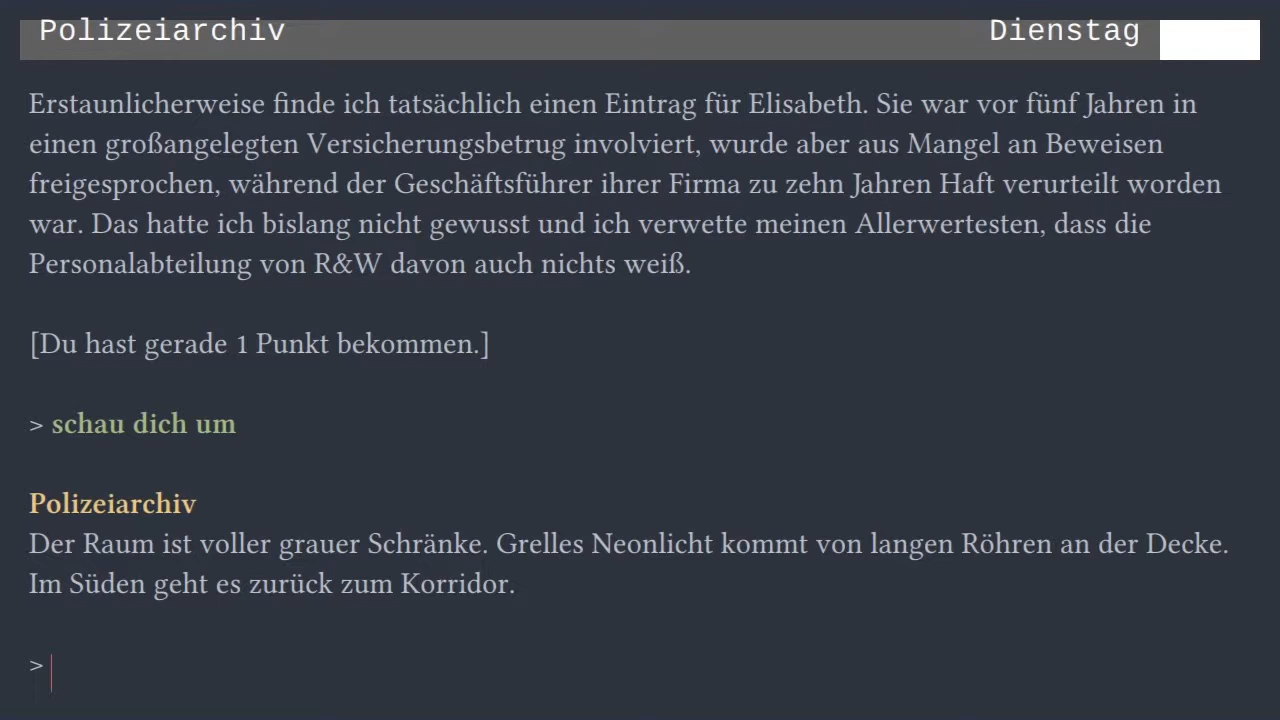 Polizeiarchiv Dienstag
Erstaunlicherweise finde ich tatsächlich einen Eintrag für Elisabeth. Sie war vor fünf Jahren in
einen großangelegten Versicherungsbetrug involviert, wurde aber aus Mangel an Beweisen
freigesprochen, während der Geschäftsführer ihrer Firma zu zehn Jahren Haft verurteilt worden
war. Das hatte ich bislang nicht gewusst und ich verwette meinen Allerwertesten, dass die
Personalabteilung von R&W davon auch nichts weiß.
[Du hast gerade 1 Punkt bekommen.]
> schau dich um
Polizeiarchiv
Der Raum ist voller grauer Schränke. Grelles Neonlicht kommt von langen Röhren an der Decke.
Im Süden geht es zurück zum Korridor.
>